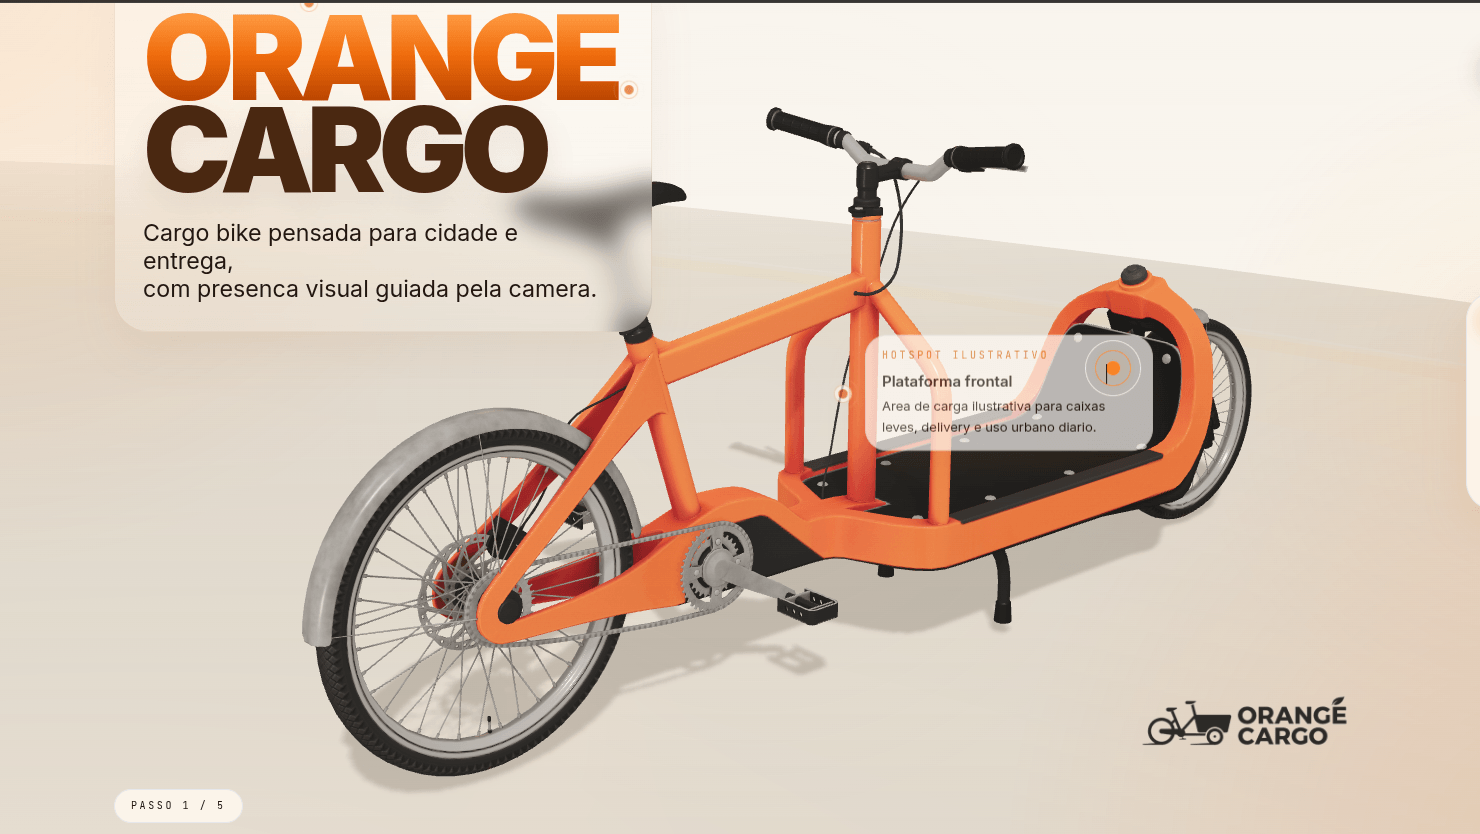 ORANGE
CARGO
Cargo bike pensada para cidade e
entrega,
com presenca visual guiada pela camera.
HOTSPOT ILUSTRATIVO
Plataforma frontal
Area de carga ilustrativa para caixas
leves, delivery e uso urbano diario.
ORANGE
CARGO
PASSO 1 / 5